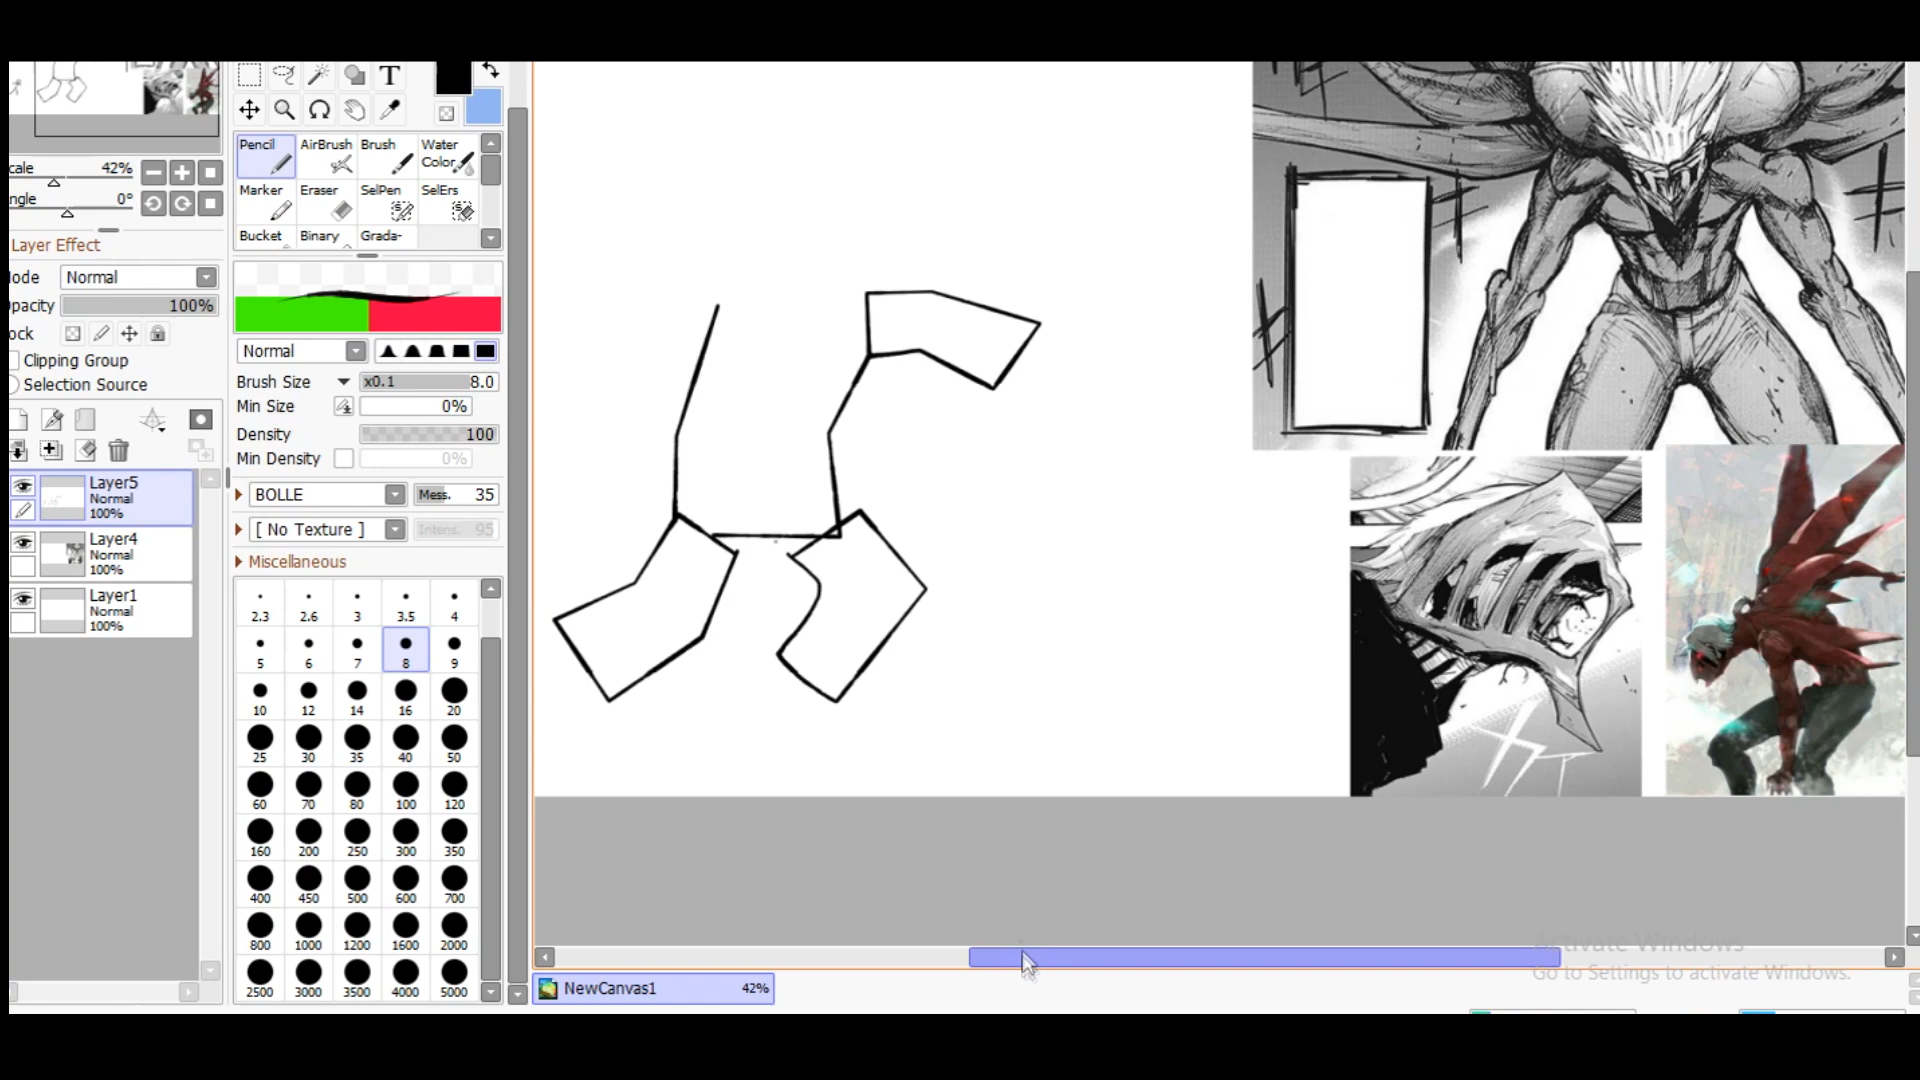 T
cale 42%
ngle 0°
Layer Effect
lode Normal
pacity 100%
ock
Clipping Group
Selection Source
Layer5
Normal
100%
Layer4
Normal
100%
Layer1
Normal
100%
Pencil AirBrush Brush Water Color
Marker Eraser SelPen SelErs
Bucket Binary Grada-
Normal
Brush Size x0.1 8.0
Min Size 0%
Density 100
Min Density 0%
BOLLE Mess. 35
[ No Texture ] Intens. 95
Miscellaneous
2.3 2.6 3 3.5 4
5 6 7 8 9
10 12 14 16 20
25 30 35 40 50
60 70 80 100 120
160 200 250 300 350
400 450 500 600 700
800 1000 1200 1600 2000
2500 3000 3500 4000 5000
NewCanvas1 42%
Activate Windows
Go to Settings to activate Windows.